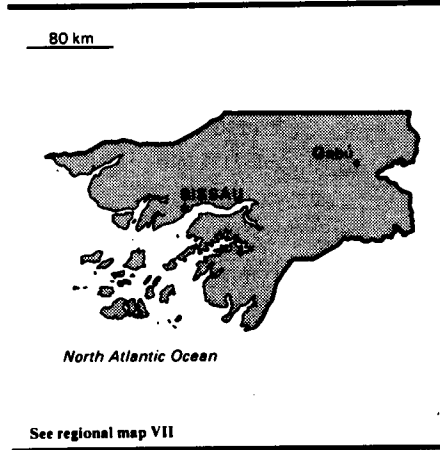 80 km
Gabú
BISSAU
North Atlantic Ocean
See regional map VII